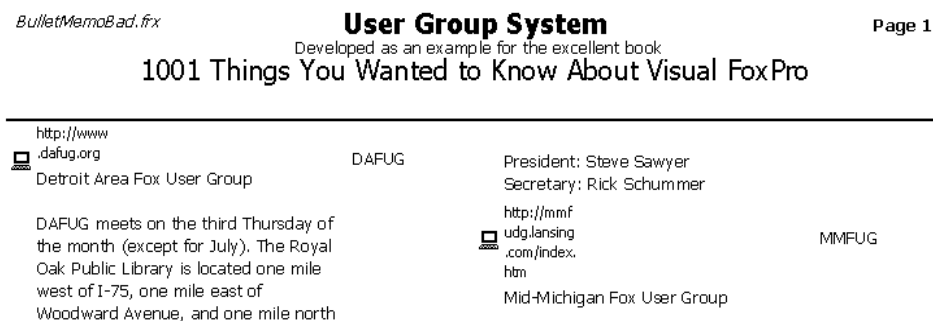 BulletMemoBad.frx
User Group System
Page 1
Developed as an example for the excellent book
1001 Things You Wanted to Know About Visual FoxPro
http://www
.dafug.org
DAFUG
Detroit Area Fox User Group
DAFUG meets on the third Thursday of
the month (except for July). The Royal
Oak Public Library is located one mile
west of I-75, one mile east of
Woodward Avenue, and one mile north
President: Steve Sawyer
Secretary: Rick Schummer
http://mmf
udg.lansing
.com/index.
htm
MMFUG
Mid-Michigan Fox User Group